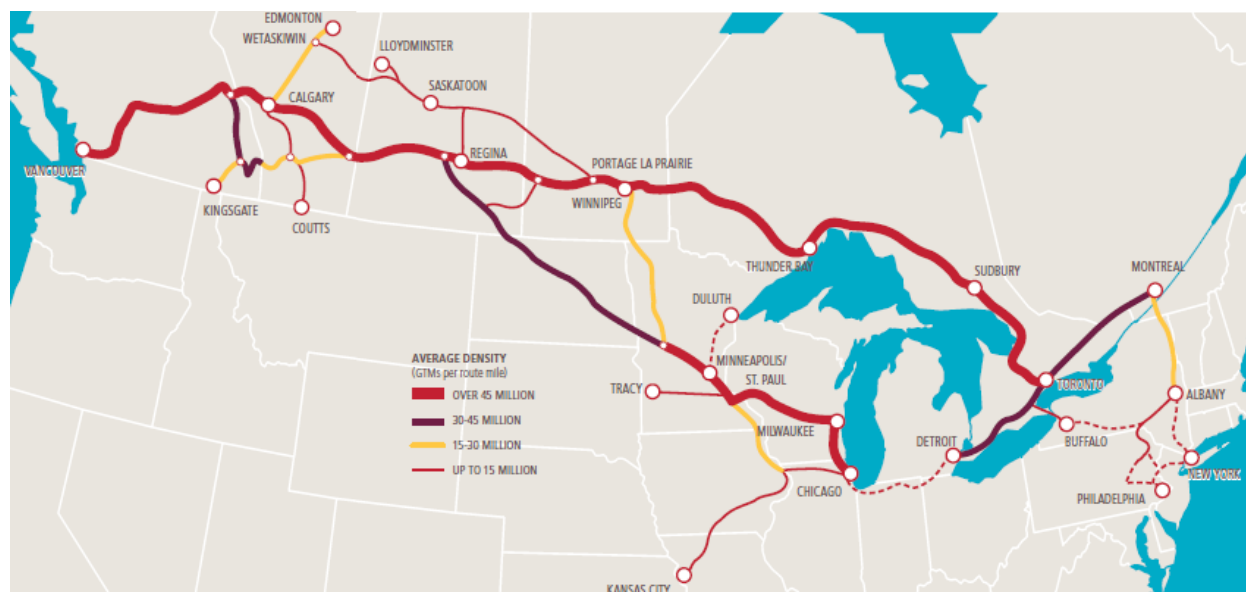 EDMONTON
WETASKIWIN
LLOYDMINSTER
SASKATOON
CALGARY
REGINA
PORTAGE LA PRAIRIE
VANCOUVER
WINNIPEG
KINGSGATE
COUTTS
THUNDER BAY
SUDBURY
MONTREAL
DULUTH
MINNEAPOLIS/
ST. PAUL
TRACY
TORONTO
ALBANY
MILWAUKEE
DETROIT
BUFFALO
CHICAGO
NEW YORK
PHILADELPHIA
KANSAS CITY
AVERAGE DENSITY
(GTMs per route mile)
OVER 45 MILLION
30-45 MILLION
15-30 MILLION
UP TO 15 MILLION